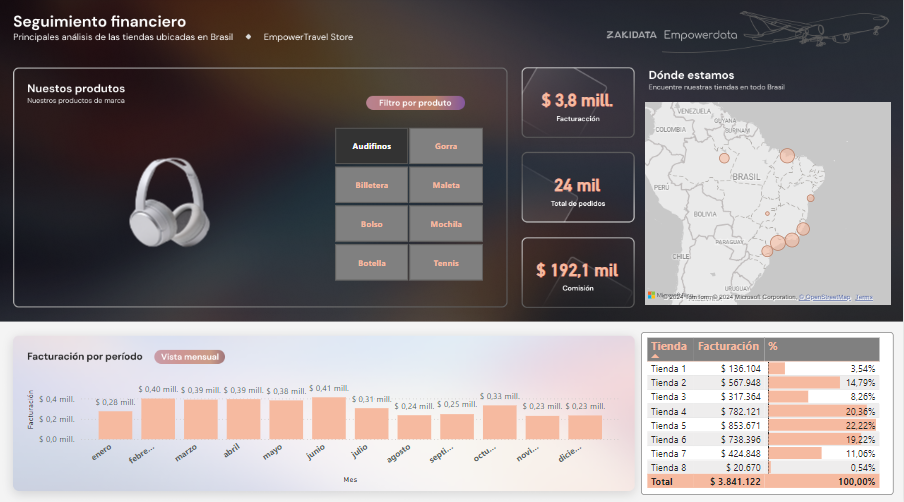 Seguimiento financiero
Principales análisis de las tiendas ubicadas en Brasil ◆ EmpowerTravel Store
ZAKIDATA Empowerdata
Nuestos produtos
Nuestros productos de marca
Filtro por produto
Audifinos
Gorra
Billetera
Maleta
Bolso
Mochila
Botella
Tennis
$ 3,8 mill.
Facturacción
24 mil
Total de pedidos
$ 192,1 mil
Comisión
Dónde estamos
Encuentre nuestras tiendas en todo Brasil
VENEZUELA
GUYANA
SURINAM
COLOMBIA
BRASIL
PERÚ
BOLIVIA
PARAGUAY
CHILE
URUGUAY
© 2024 TomTom, © 2024 Microsoft Corporation, © OpenStreetMap Terms
Facturación por período
Vista mensual
Facturación
$ 0,4 mill.
$ 0,2 mill.
$ 0,0 mill.
$ 0,28 mill.
$ 0,40 mill.
$ 0,39 mill.
$ 0,39 mill.
$ 0,38 mill.
$ 0,41 mill.
$ 0,31 mill.
$ 0,24 mill.
$ 0,25 mill.
$ 0,33 mill.
$ 0,23 mill.
$ 0,23 mill.
enero
febre...
marzo
abril
mayo
junio
julio
agosto
septi...
octu...
novi...
dicie...
Mes
Tienda Facturación %
Tienda 1 $ 136.104 3,54%
Tienda 2 $ 567.948 14,79%
Tienda 3 $ 317.364 8,26%
Tienda 4 $ 782.121 20,36%
Tienda 5 $ 853.671 22,22%
Tienda 6 $ 738.396 19,22%
Tienda 7 $ 424.848 11,06%
Tienda 8 $ 20.670 0,54%
Total $ 3.841.122 100,00%